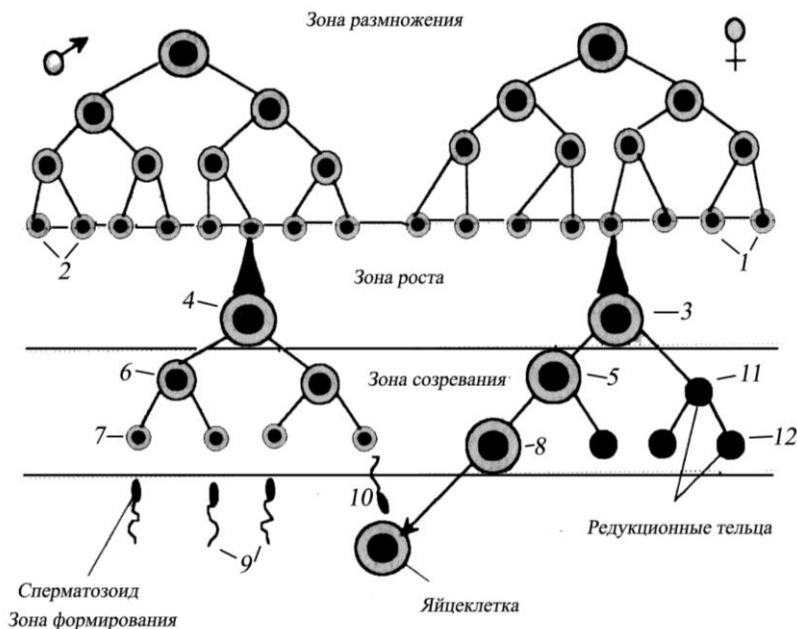 Зона размножения
2
1
Зона роста
4
3
6
Зона созревания
5
11
7
8
12
10
9
Редукционные тельца
Сперматозоид
Яйцеклетка
Зона формирования